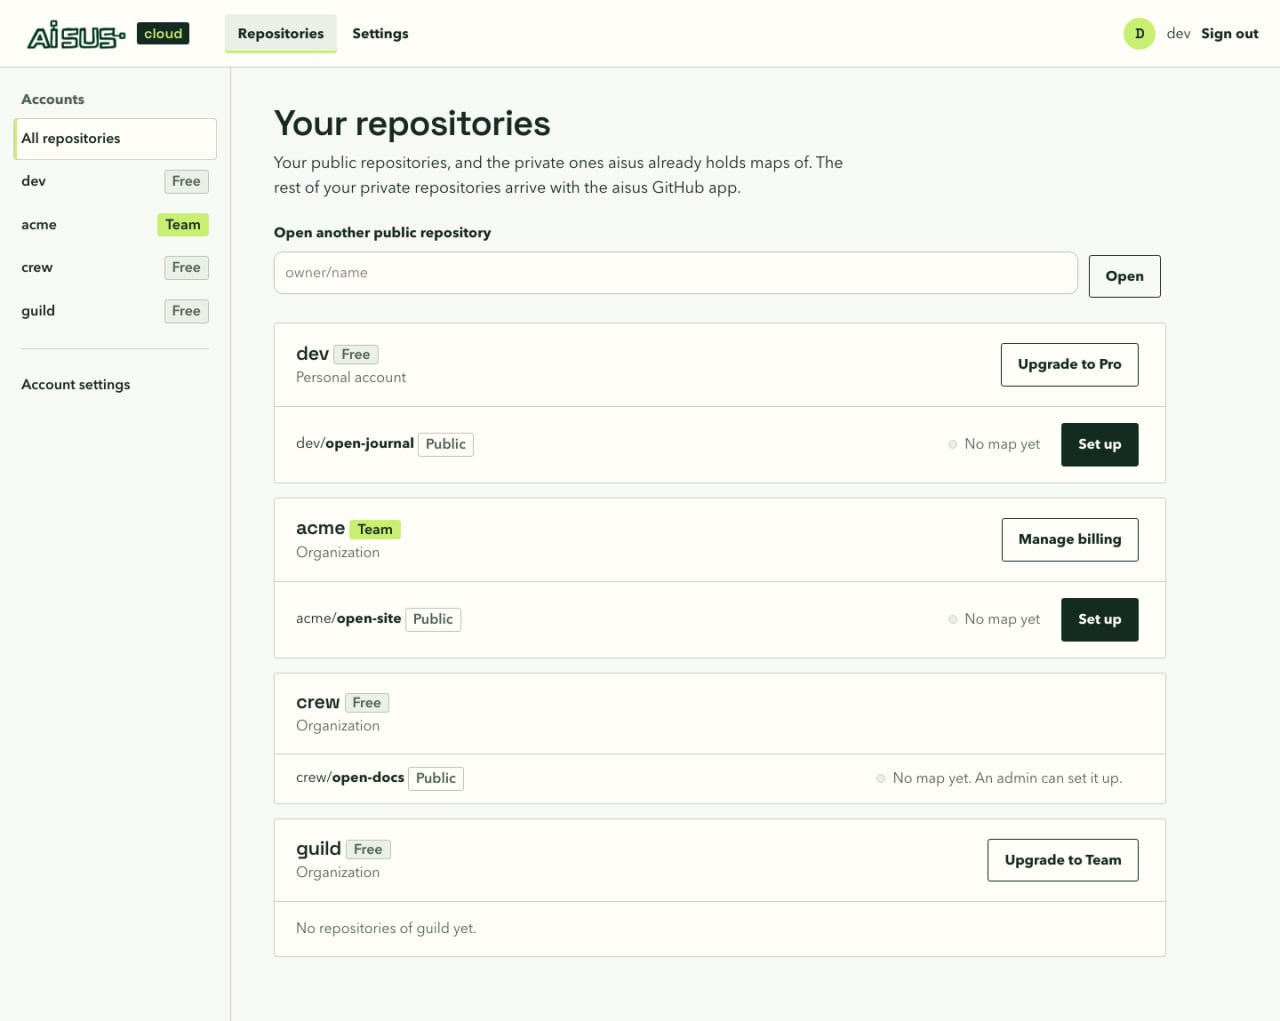 Aisus cloud
Repositories
Settings
D
dev
Sign out
Accounts
All repositories
dev Free
acme Team
crew Free
guild Free
Account settings
Your repositories
Your public repositories, and the private ones aisus already holds maps of. The
rest of your private repositories arrive with the aisus GitHub app.
Open another public repository
owner/name
Open
dev Free
Personal account
Upgrade to Pro
dev/open-journal Public
No map yet
Set up
acme Team
Organization
Manage billing
acme/open-site Public
No map yet
Set up
crew Free
Organization
crew/open-docs Public
No map yet. An admin can set it up.
guild Free
Organization
Upgrade to Team
No repositories of guild yet.